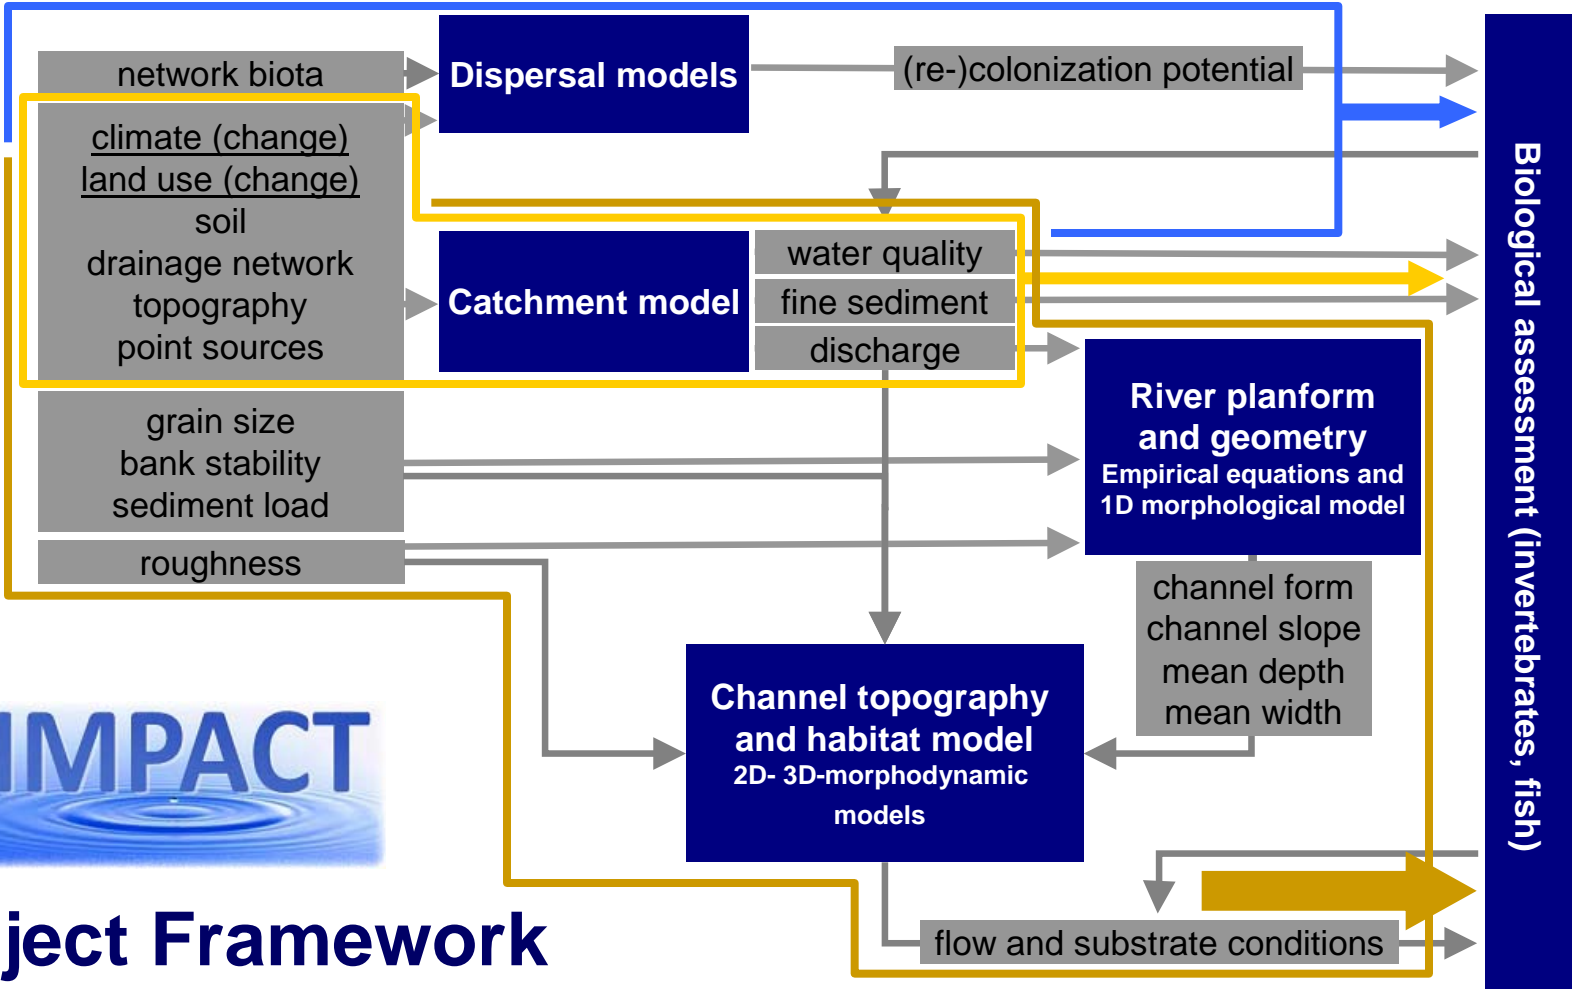 network biota
Dispersal models
(re-)colonization potential
climate (change)
land use (change)
soil
drainage network
topography
point sources
Catchment model
water quality
fine sediment
discharge
grain size
bank stability
sediment load
roughness
River planform
and geometry
Empirical equations and
1D morphological model
channel form
channel slope
mean depth
mean width
Channel topography
and habitat model
2D- 3D-morphodynamic
models
flow and substrate conditions
Biological assessment (invertebrates, fish)
IMPACT
ject Framework